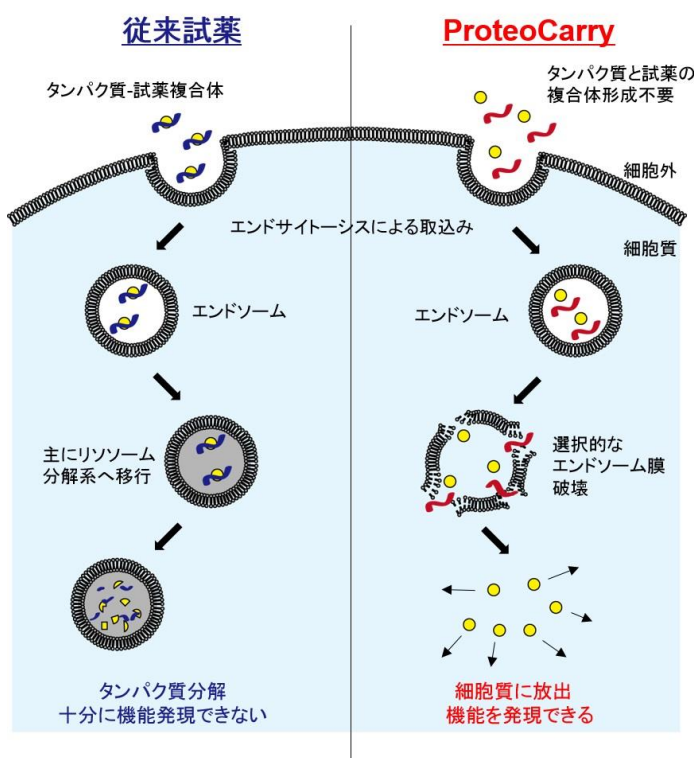 従来試薬
ProteoCarry
タンパク質-試薬複合体
タンパク質と試薬の
複合体形成不要
細胞外
エンドサイトーシスによる取込み
細胞質
エンドソーム
エンドソーム
主にリソソーム
分解系へ移行
選択的な
エンドソーム膜
破壊
タンパク質分解
十分に機能発現できない
細胞質に放出
機能を発現できる